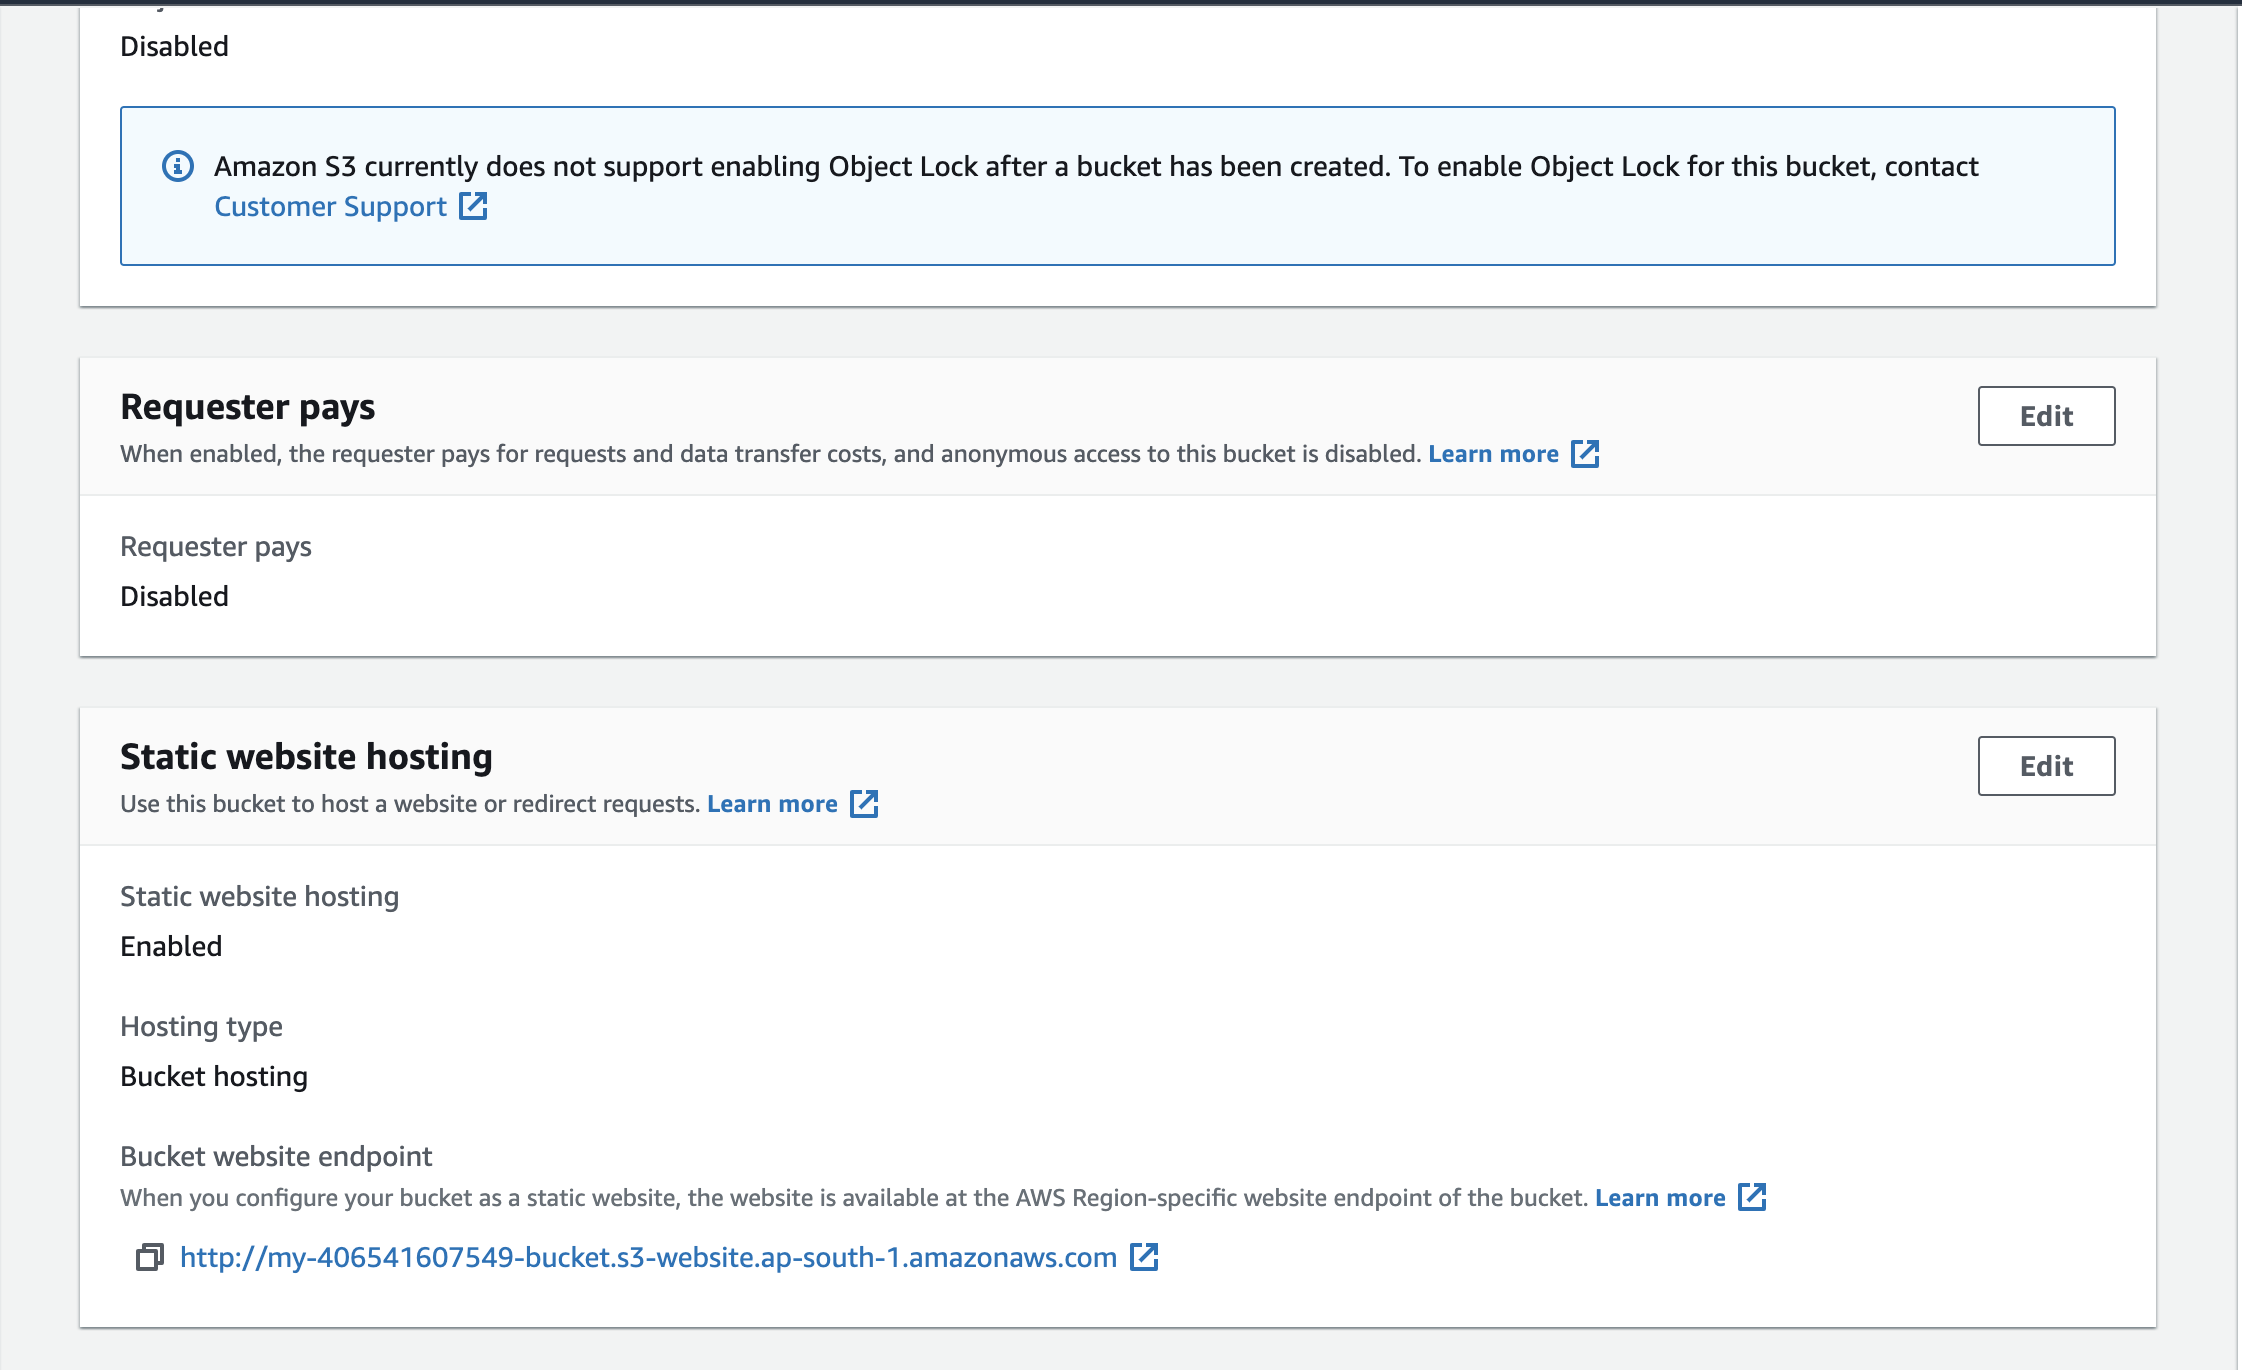 Disabled
Amazon S3 currently does not support enabling Object Lock after a bucket has been created. To enable Object Lock for this bucket, contact
Customer Support
Requester pays
Edit
When enabled, the requester pays for requests and data transfer costs, and anonymous access to this bucket is disabled. Learn more
Requester pays
Disabled
Static website hosting
Edit
Use this bucket to host a website or redirect requests. Learn more
Static website hosting
Enabled
Hosting type
Bucket hosting
Bucket website endpoint
When you configure your bucket as a static website, the website is available at the AWS Region-specific website endpoint of the bucket. Learn more
http://my-406541607549-bucket.s3-website.ap-south-1.amazonaws.com